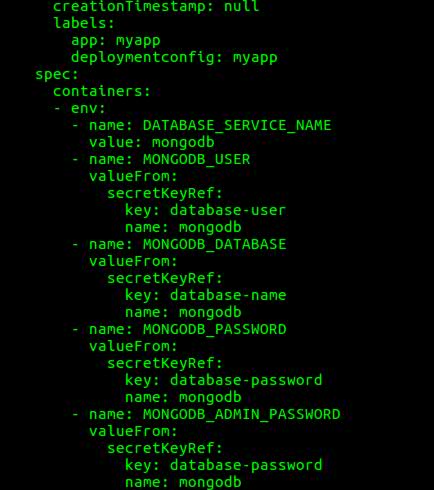 creationTimestamp: null
labels:
app: myapp
deploymentconfig: myapp
spec:
containers:
- env:
- name: DATABASE_SERVICE_NAME
value: mongodb
- name: MONGODB_USER
valueFrom:
secretKeyRef:
key: database-user
name: mongodb
- name: MONGODB_DATABASE
valueFrom:
secretKeyRef:
key: database-name
name: mongodb
- name: MONGODB_PASSWORD
valueFrom:
secretKeyRef:
key: database-password
name: mongodb
- name: MONGODB_ADMIN_PASSWORD
valueFrom:
secretKeyRef:
key: database-password
name: mongodb